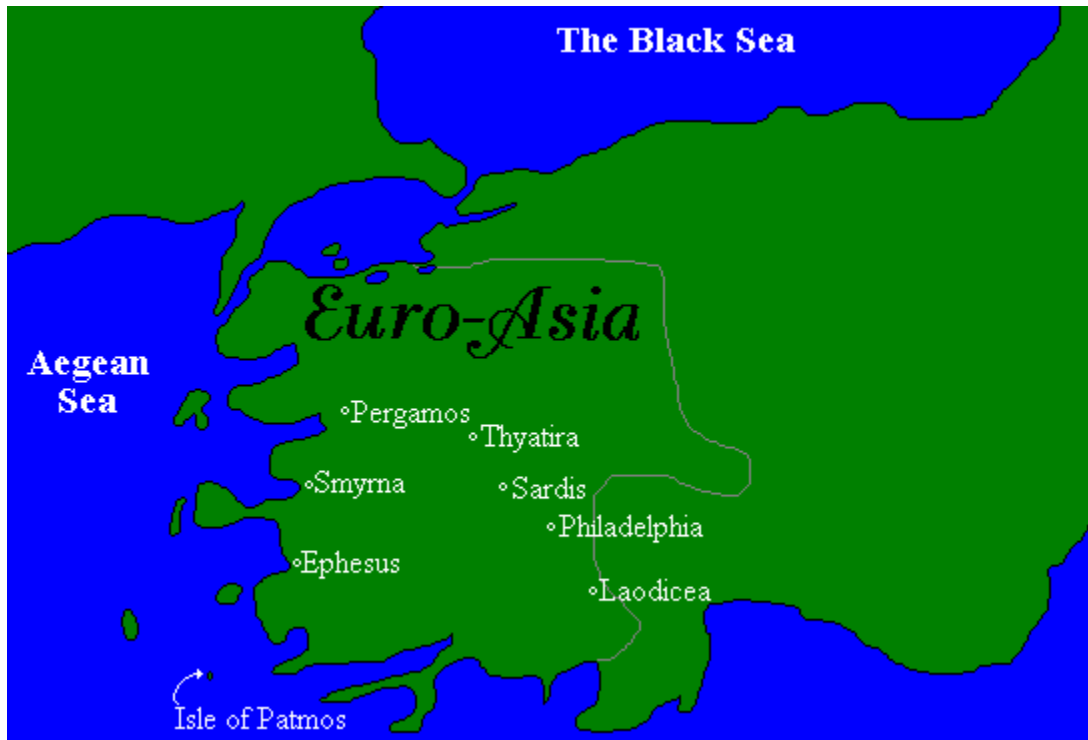 The Black Sea
Euro-Asia
Aegean
Sea
Pergamos
Thyatira
Smyrna
Sardis
Philadelphia
Ephesus
Laodicea
Isle of Patmos